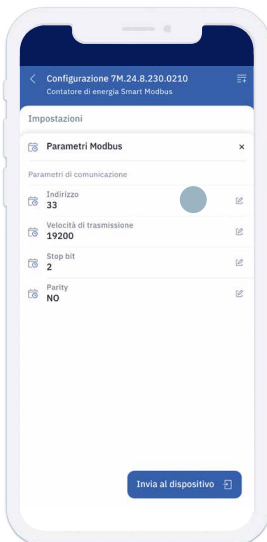 Configurazione 7M.24.8.230.0210
Contatore di energia Smart Modbus
Impostazioni
Parametri Modbus
Parametri di comunicazione
Indirizzo
33
Velocità di trasmissione
19200
Stop bit
2
Parity
NO
Invia al dispositivo